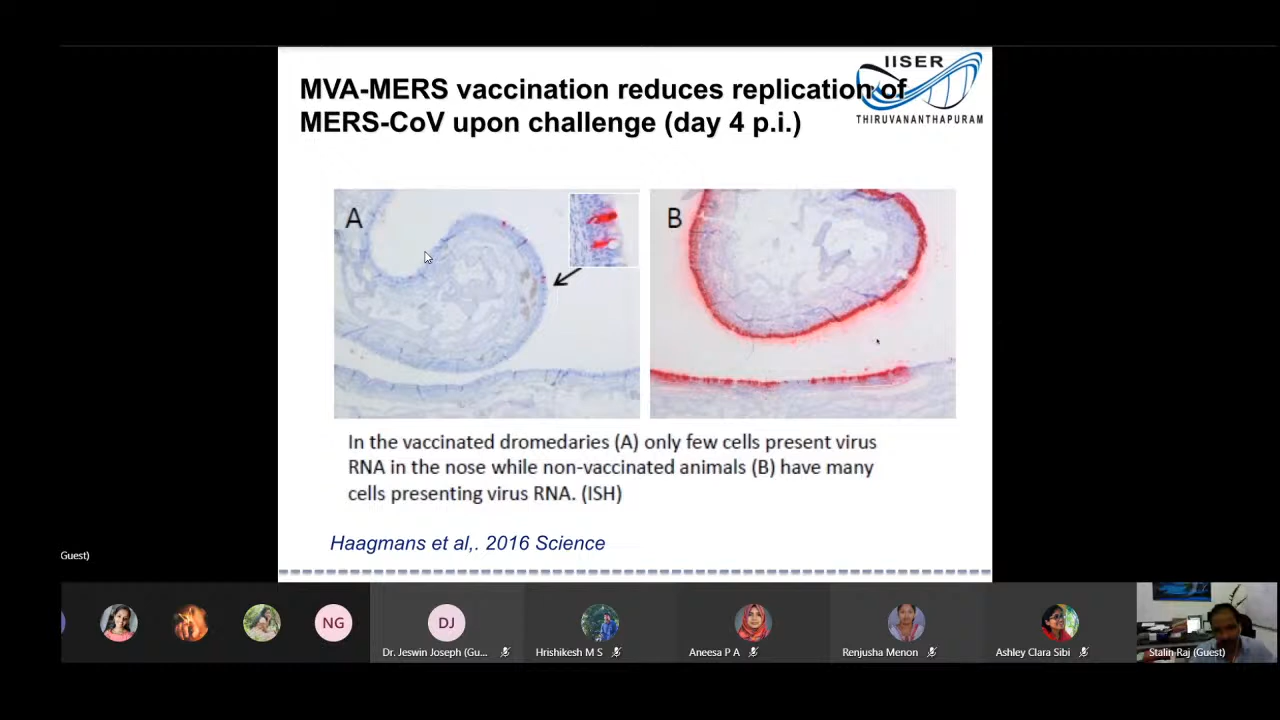 MVA-MERS vaccination reduces replication of
MERS-CoV upon challenge (day 4 p.i.)
IISER
THIRUVANANTHAPURAM
A
B
In the vaccinated dromedaries (A) only few cells present virus
RNA in the nose while non-vaccinated animals (B) have many
cells presenting virus RNA. (ISH)
Haagmans et al,. 2016 Science
Guest)
NG
DJ
Dr. Jeswin Joseph (Gu...
Hrishikesh M S
Aneesa P A
Renjusha Menon
Ashley Clara Sibi
Stalin Raj (Guest)